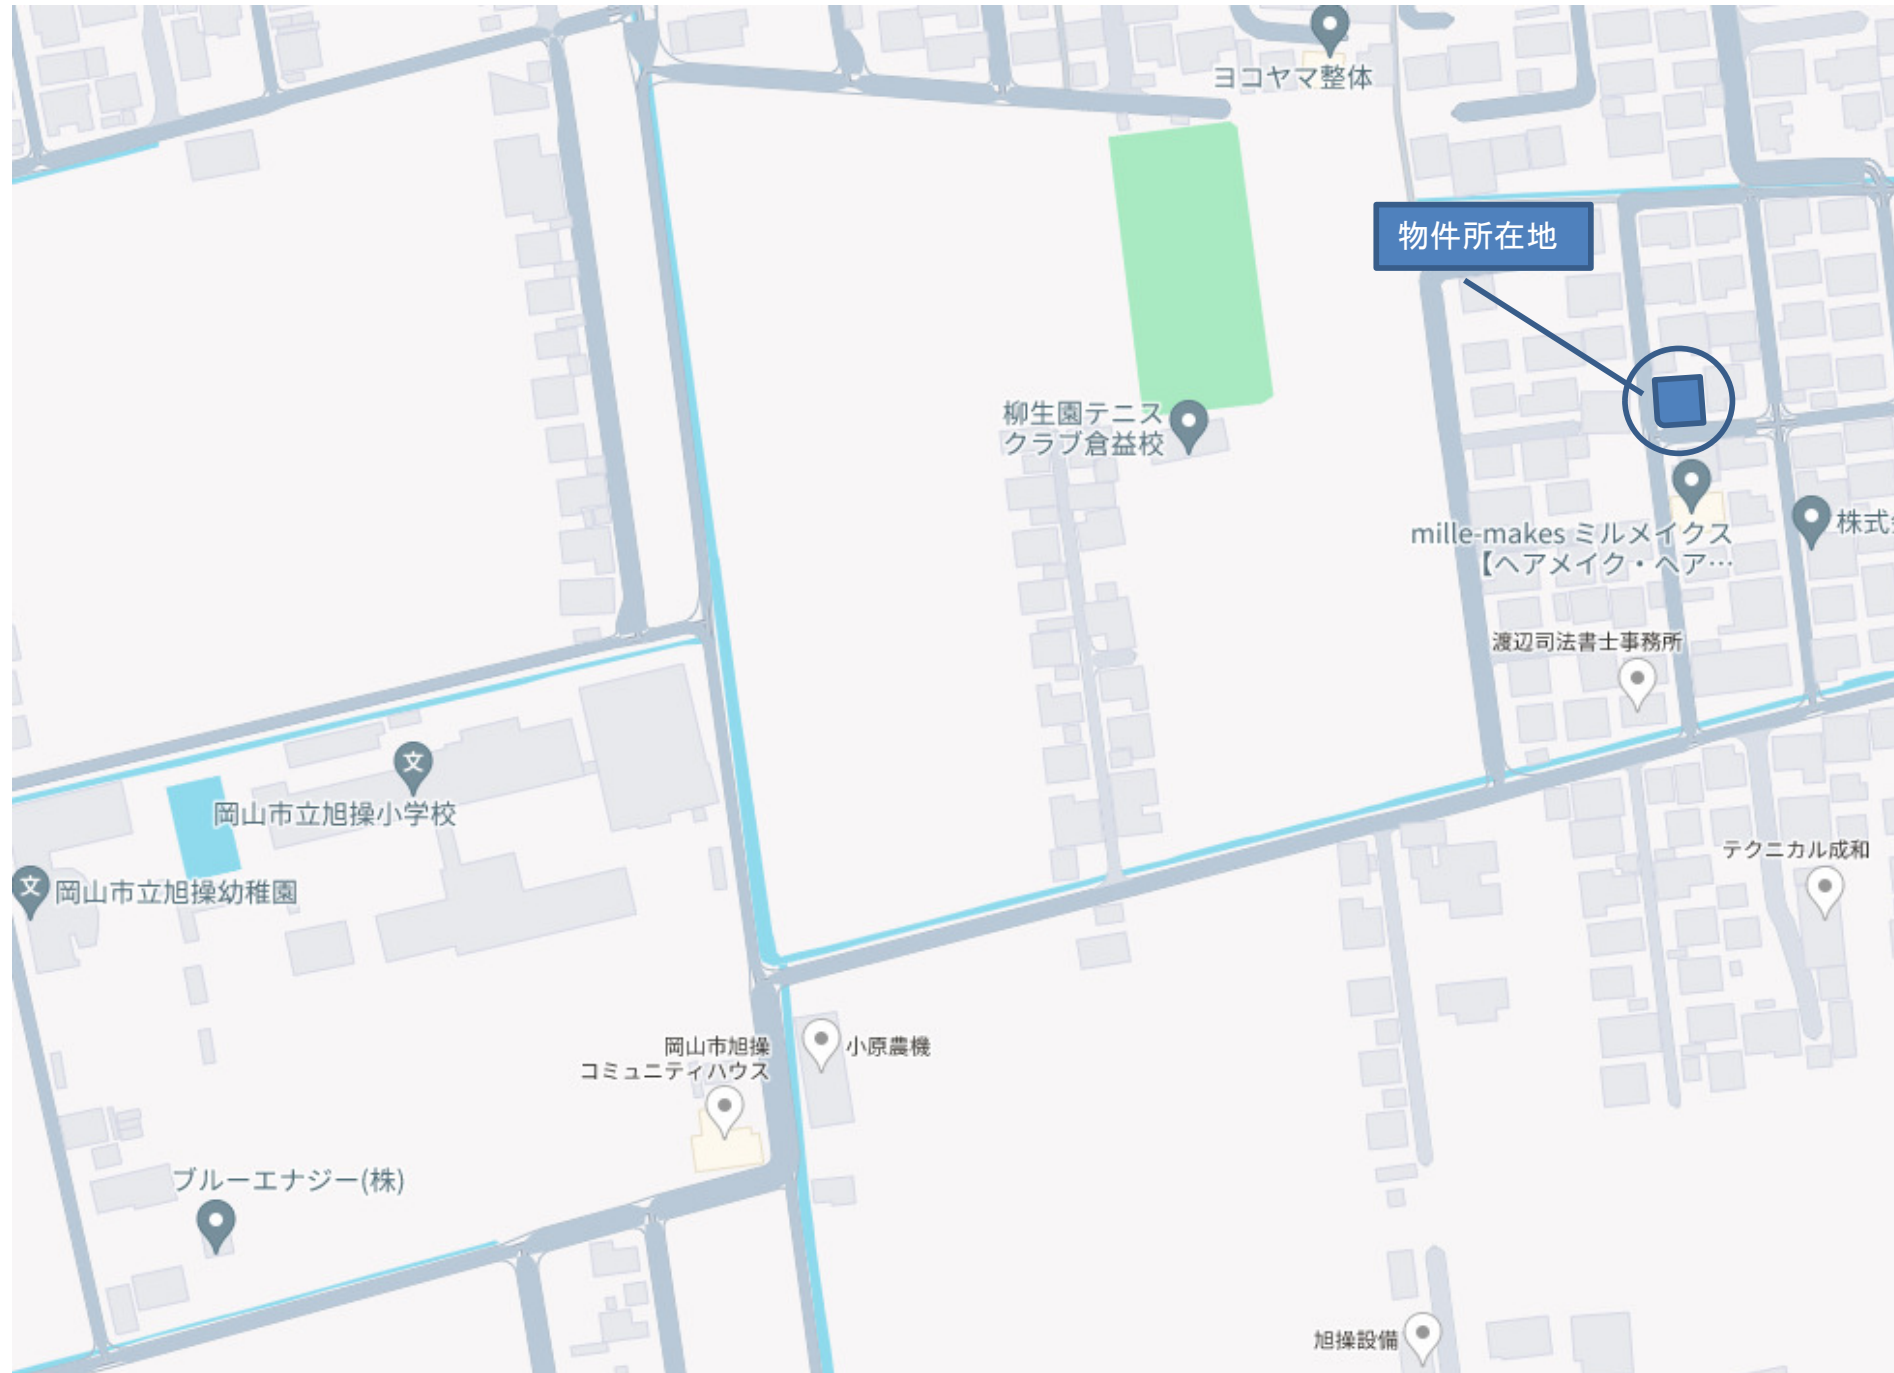 ヨコヤマ整体
物件所在地
柳生園テニス
クラブ倉益校
mille-makes ミルメイクス
【ヘアメイク・ヘア…
株式
渡辺司法書士事務所
文
岡山市立旭操小学校
テクニカル成和
文
岡山市立旭操幼稚園
岡山市旭操
コミュニティハウス
小原農機
ブルーエナジー(株)
旭操設備